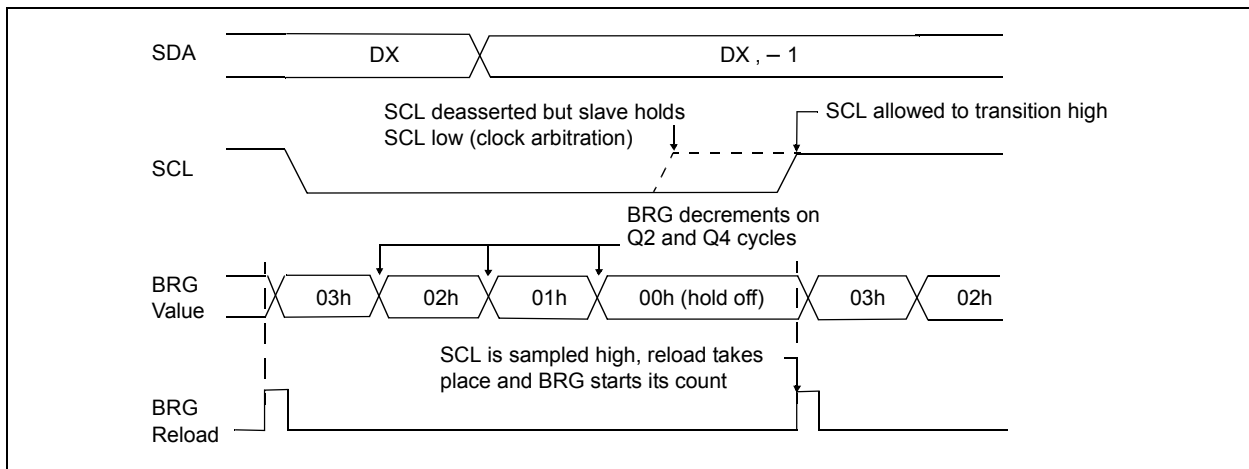 SDA
DX
DX , – 1
SCL deasserted but slave holds
SCL low (clock arbitration)
SCL allowed to transition high
SCL
BRG decrements on
Q2 and Q4 cycles
BRG
Value
03h
02h
01h
00h (hold off)
03h
02h
SCL is sampled high, reload takes
place and BRG starts its count
BRG
Reload